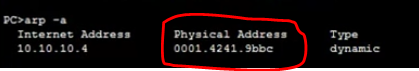 PC>arp -a
Internet Address Physical Address Type
10.10.10.4 0001.4241.9bbc dynamic